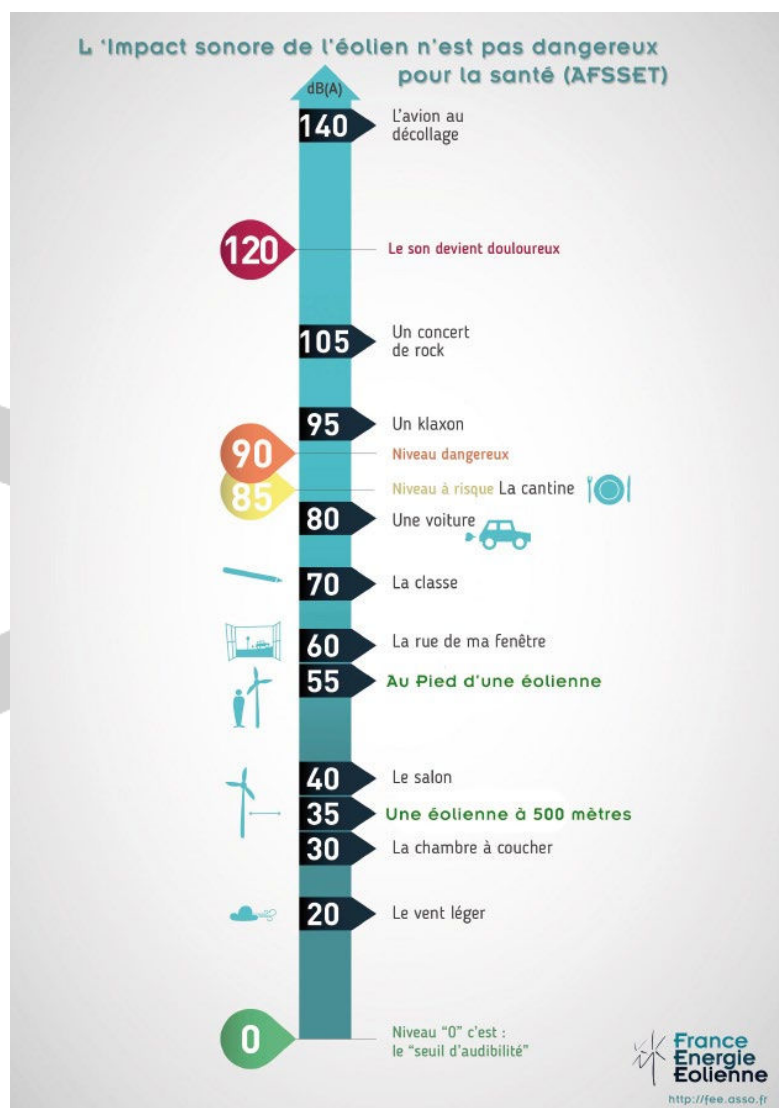 L 'Impact sonore de l'éolien n'est pas dangereux
pour la santé (AFSSET)
dB(A)
140 L'avion au
décollage
120 Le son devient douloureux
105 Un concert
de rock
95 Un klaxon
90 Niveau dangereux
85 Niveau à risque La cantine
80 Une voiture
70 La classe
60 La rue de ma fenêtre
55 Au Pied d'une éolienne
40 Le salon
35 Une éolienne à 500 mètres
30 La chambre à coucher
20 Le vent léger
0 Niveau "0" c'est :
le "seuil d'audibilité"
France
Energie
Eolienne
http://fee.asso.fr